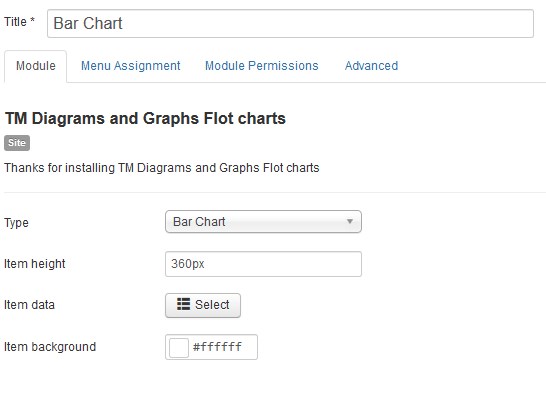 Title * Bar Chart
Module Menu Assignment Module Permissions Advanced
TM Diagrams and Graphs Flot charts
Site
Thanks for installing TM Diagrams and Graphs Flot charts
Type Bar Chart
Item height 360px
Item data Select
Item background #ffffff